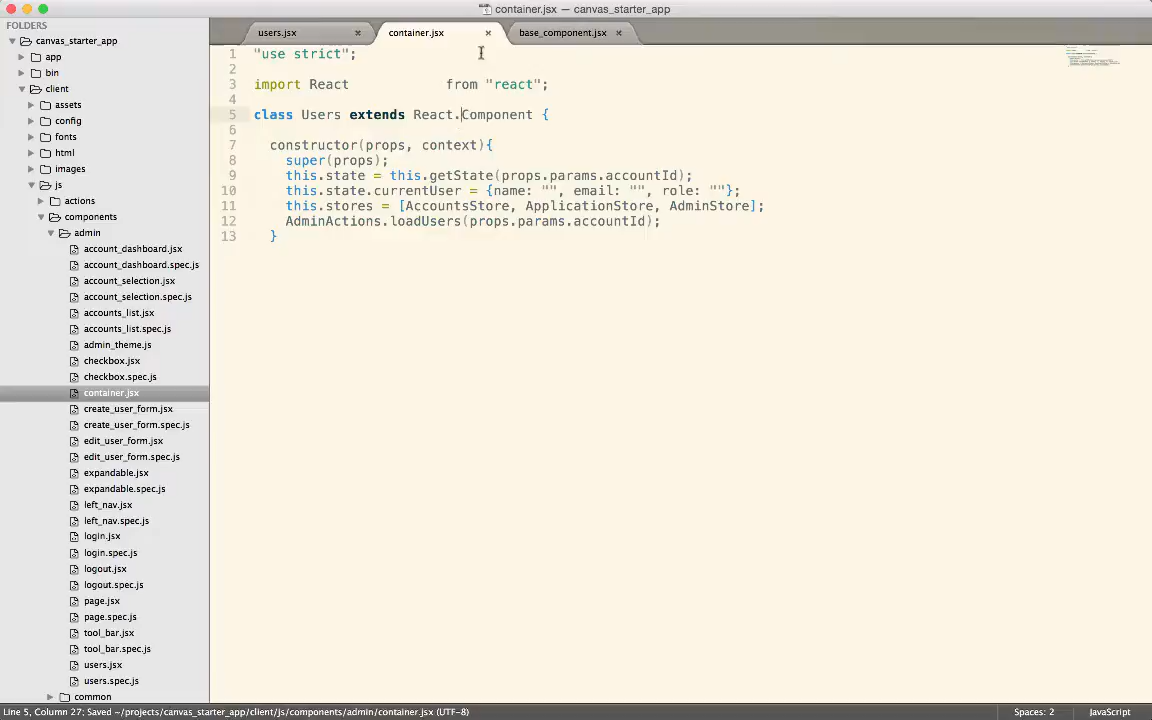 container.jsx — canvas_starter_app
FOLDERS
canvas_starter_app
app
bin
client
assets
config
fonts
html
images
js
actions
components
admin
account_dashboard.jsx
account_dashboard.spec.js
account_selection.jsx
account_selection.spec.js
accounts_list.jsx
accounts_list.spec.js
admin_theme.js
checkbox.jsx
checkbox.spec.js
container.jsx
create_user_form.jsx
create_user_form.spec.js
edit_user_form.jsx
edit_user_form.spec.js
expandable.jsx
expandable.spec.js
left_nav.jsx
left_nav.spec.js
login.jsx
login.spec.js
logout.jsx
logout.spec.js
page.jsx
page.spec.js
tool_bar.jsx
tool_bar.spec.js
users.jsx
users.spec.js
common
users.jsx container.jsx base_component.jsx
1 "use strict";
2
3 import React            from "react";
4
5 class Users extends React.Component {
6
7   constructor(props, context){
8     super(props);
9     this.state = this.getState(props.params.accountId);
10     this.state.currentUser = {name: "", email: "", role: ""};
11     this.stores = [AccountsStore, ApplicationStore, AdminStore];
12     AdminActions.loadUsers(props.params.accountId);
13   }
Line 5, Column 27; Saved ~/projects/canvas_starter_app/client/js/components/admin/container.jsx (UTF-8) Spaces: 2 JavaScript